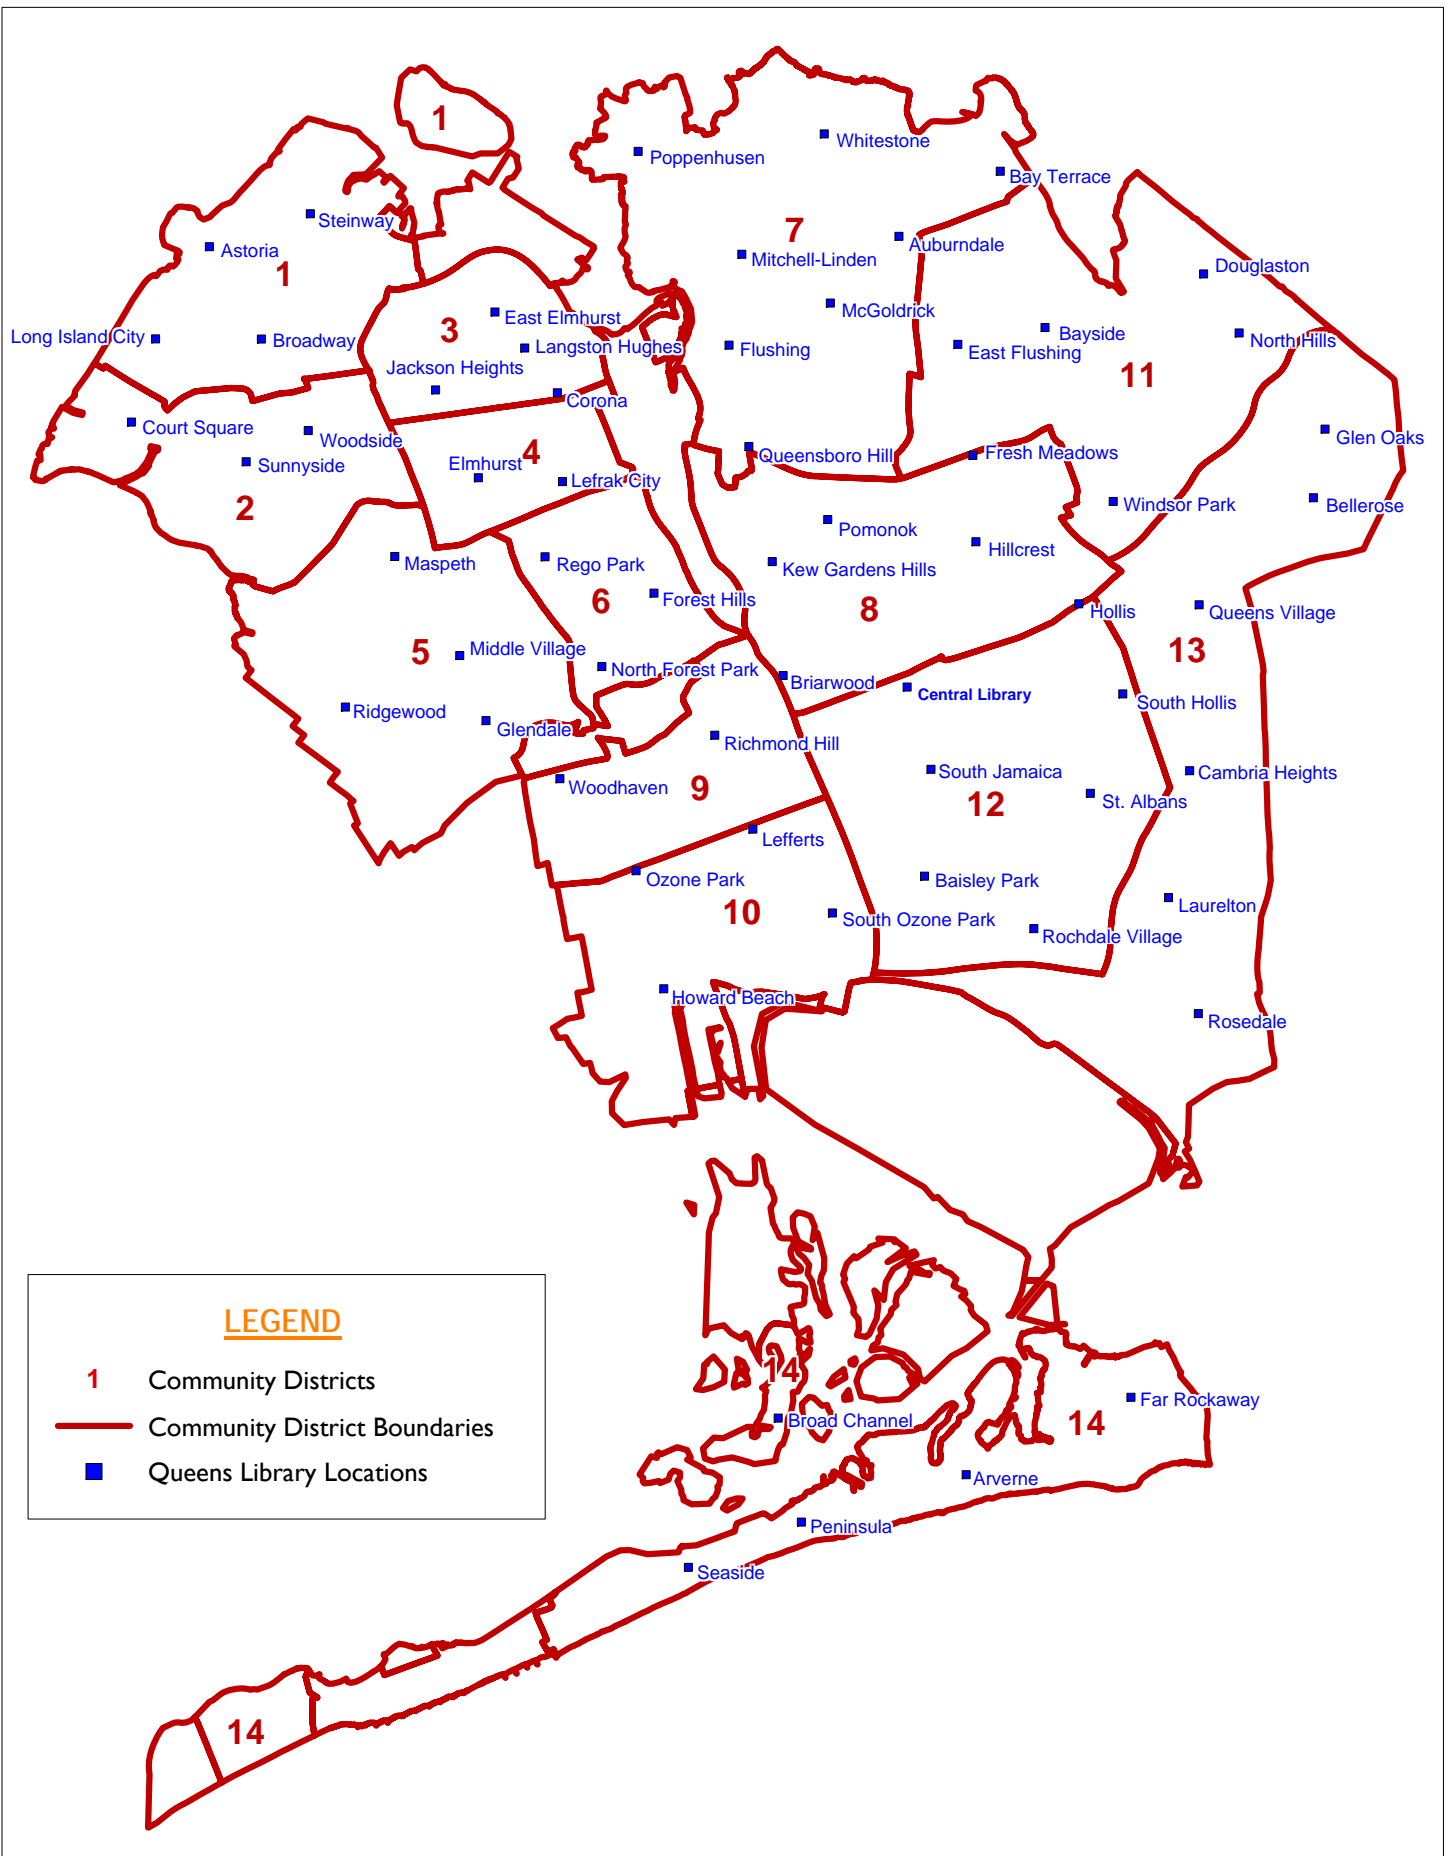 1
Whitestone
Poppenhusen
Bay Terrace
Steinway
7
Astoria
Auburndale
Mitchell-Linden
1
Douglaston
McGoldrick
East Elmhurst
3
Long Island City
Broadway
Bayside
North Hills
Langston Hughes
Flushing
East Flushing
Jackson Heights
11
Corona
Court Square
Woodside
Glen Oaks
4
Queensboro Hill
Fresh Meadows
Sunnyside
Elmhurst
Lefrak City
2
Windsor Park
Bellerose
Pomonok
Hillcrest
Maspeth
Rego Park
Kew Gardens Hills
6
Forest Hills
8
Hollis
Queens Village
5
Middle Village
13
North Forest Park
Briarwood
Central Library
South Hollis
Ridgewood
Glendale
Richmond Hill
South Jamaica
Cambria Heights
Woodhaven
9
12
St. Albans
Lefferts
Ozone Park
Baisley Park
10
Laurelton
South Ozone Park
Rochdale Village
Howard Beach
Rosedale
LEGEND
1 Community Districts
Community District Boundaries
Queens Library Locations
14
Far Rockaway
Broad Channel
14
Arverne
Peninsula
Seaside
14